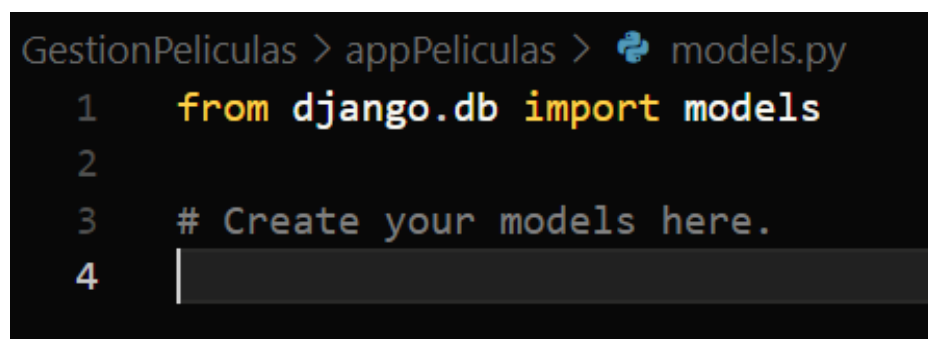 GestionPeliculas > appPeliculas > models.py
1 from django.db import models
2
3 # Create your models here.
4